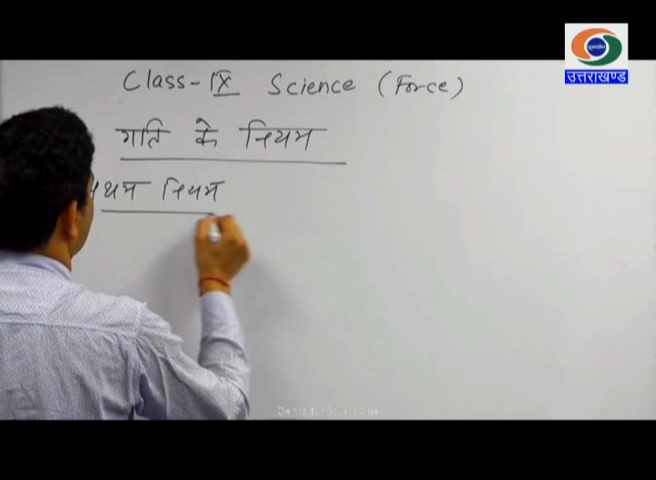 उत्तराखण्ड
Class-IX Science (Force)
गति के नियम
थम नियम